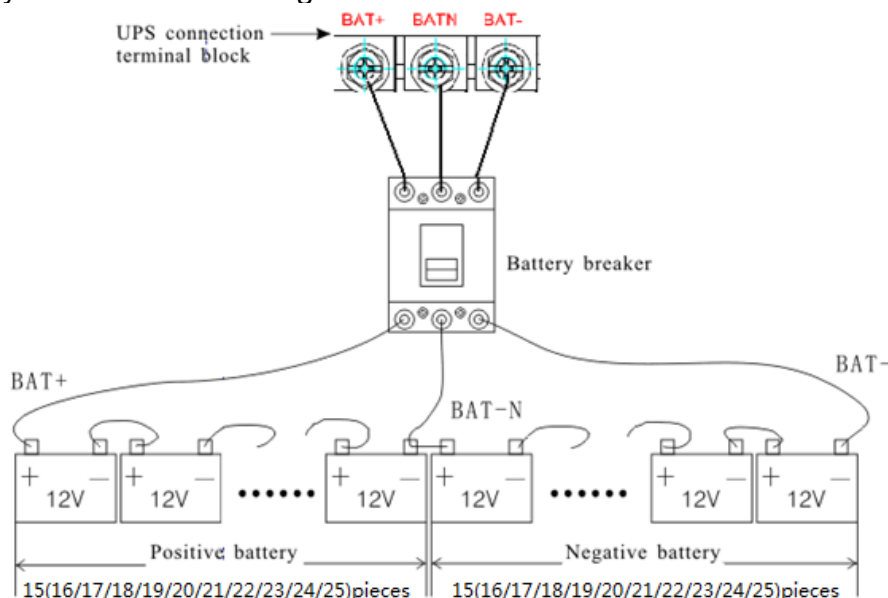 BAT+ BATN BAT-
UPS connection
terminal block
Battery breaker
BAT+
BAT-
BAT-N
+ — + — + — + — + — + —
12V 12V 12V 12V 12V 12V
Positive battery Negative battery
15(16/17/18/19/20/21/22/23/24/25)pieces 15(16/17/18/19/20/21/22/23/24/25)pieces